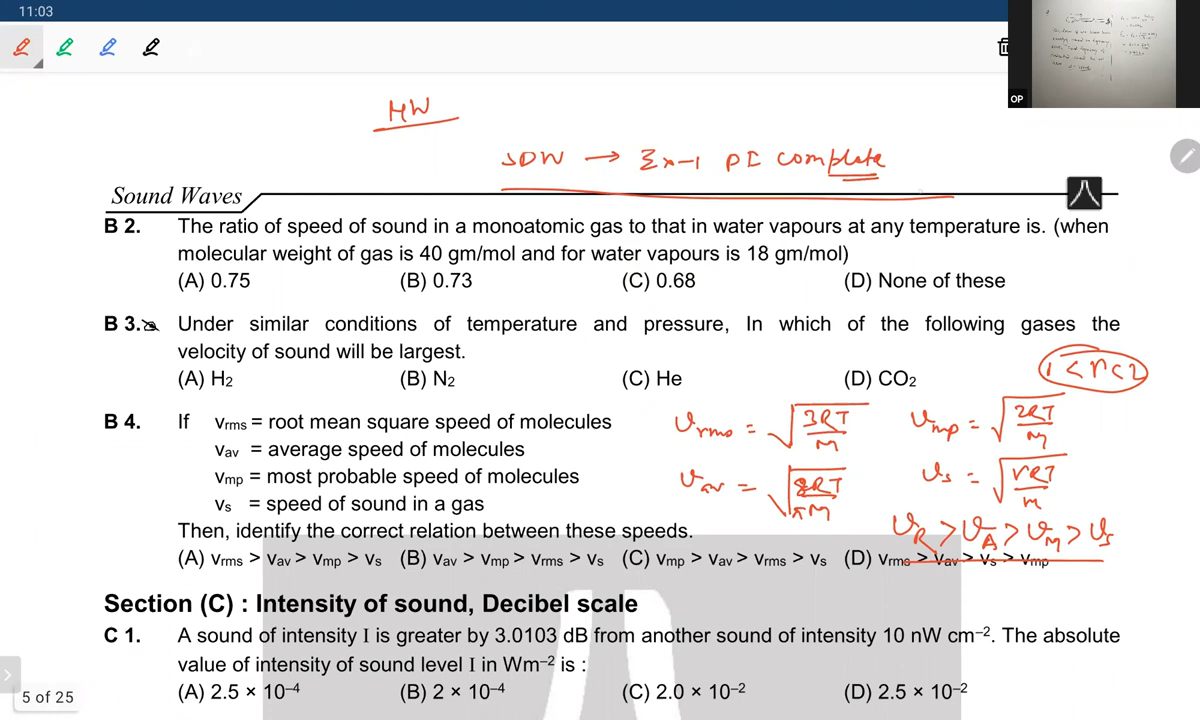 11:03
OP
HW
SDW → Ex-1 PI complete
Sound Waves
B 2. The ratio of speed of sound in a monoatomic gas to that in water vapours at any temperature is. (when
molecular weight of gas is 40 gm/mol and for water vapours is 18 gm/mol)
(A) 0.75 (B) 0.73 (C) 0.68 (D) None of these
B 3. Under similar conditions of temperature and pressure, In which of the following gases the
velocity of sound will be largest.
1 < r < 2
(A) H2 (B) N2 (C) He (D) CO2
B 4. If vrms = root mean square speed of molecules
vav = average speed of molecules
vmp = most probable speed of molecules
vs = speed of sound in a gas
vrms = √3RT/M vmp = √2RT/M
vav = √8RT/πM vs = √rRT/M
Then, identify the correct relation between these speeds.
vR > vA > vM > vs
(A) vrms > vav > vmp > vs (B) vav > vmp > vrms > vs (C) vmp > vav > vrms > vs (D) vrms > vav > vs > vmp
Section (C) : Intensity of sound, Decibel scale
C 1. A sound of intensity I is greater by 3.0103 dB from another sound of intensity 10 nW cm⁻². The absolute
value of intensity of sound level I in Wm⁻² is :
(A) 2.5 × 10⁻⁴ (B) 2 × 10⁻⁴ (C) 2.0 × 10⁻² (D) 2.5 × 10⁻²
5 of 25